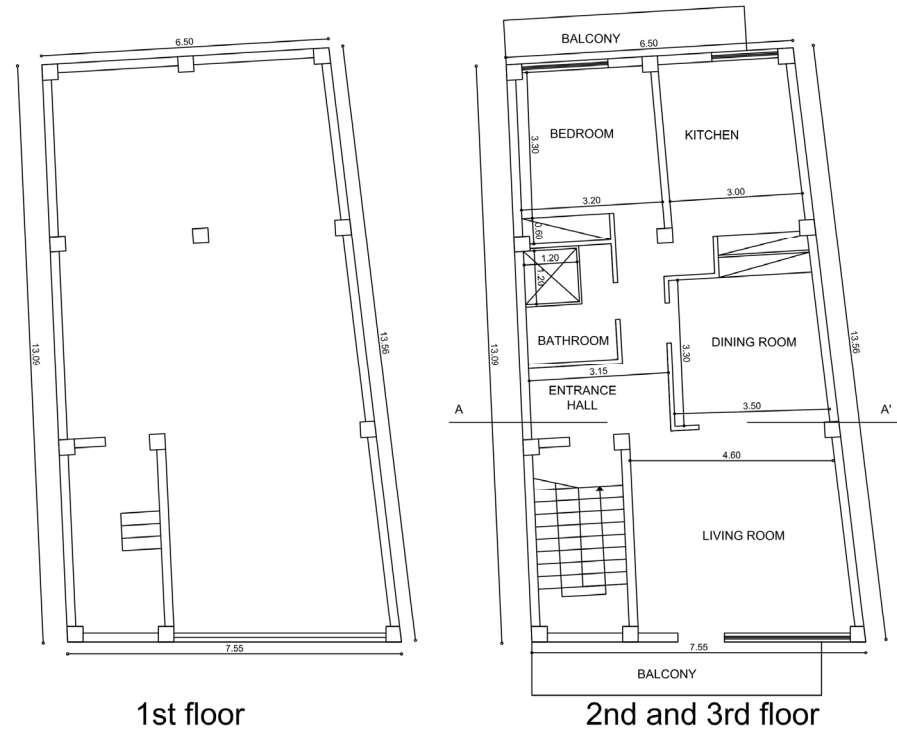 6.50
13.09
13.56
7.55
1st floor
BALCONY
6.50
BEDROOM
KITCHEN
3.30
3.20
3.00
0.60
1.20
1.20
BATHROOM
DINING ROOM
13.09
13.56
3.15
3.30
ENTRANCE
HALL
3.50
A
A'
4.60
LIVING ROOM
7.55
BALCONY
2nd and 3rd floor